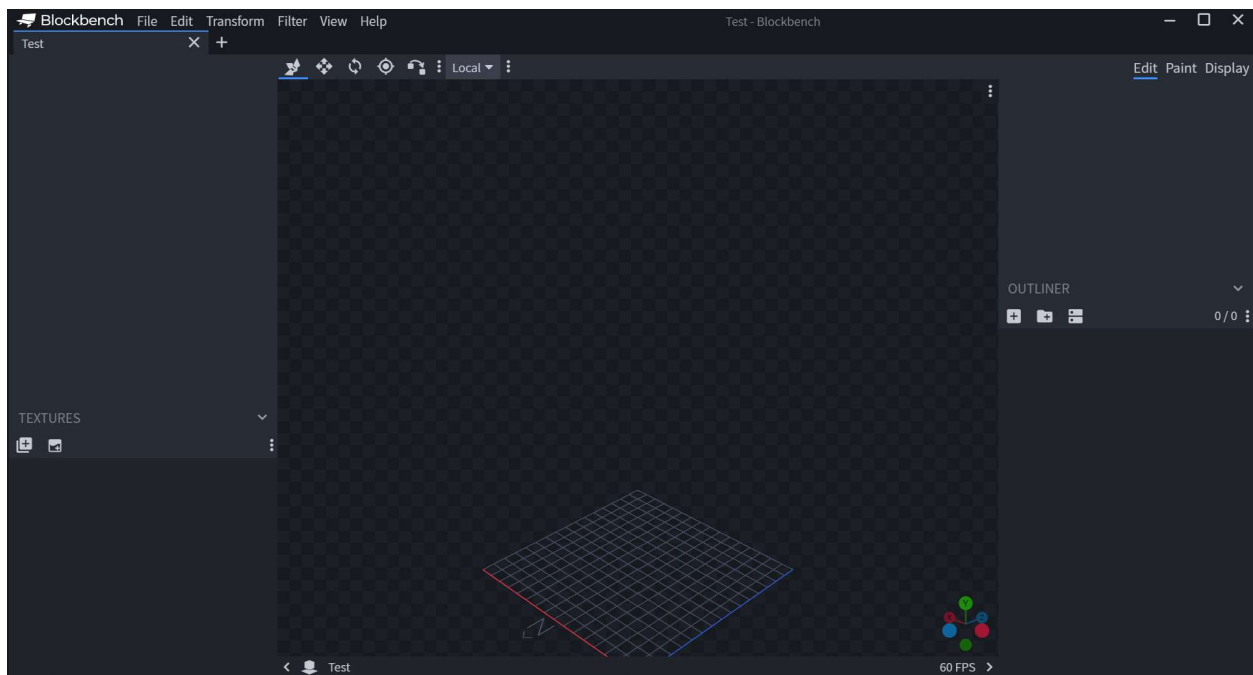 Blockbench File Edit Transform Filter View Help Test - Blockbench
Test
Local Edit Paint Display
OUTLINER
0 / 0
TEXTURES
N
Y
X Z
Test 60 FPS